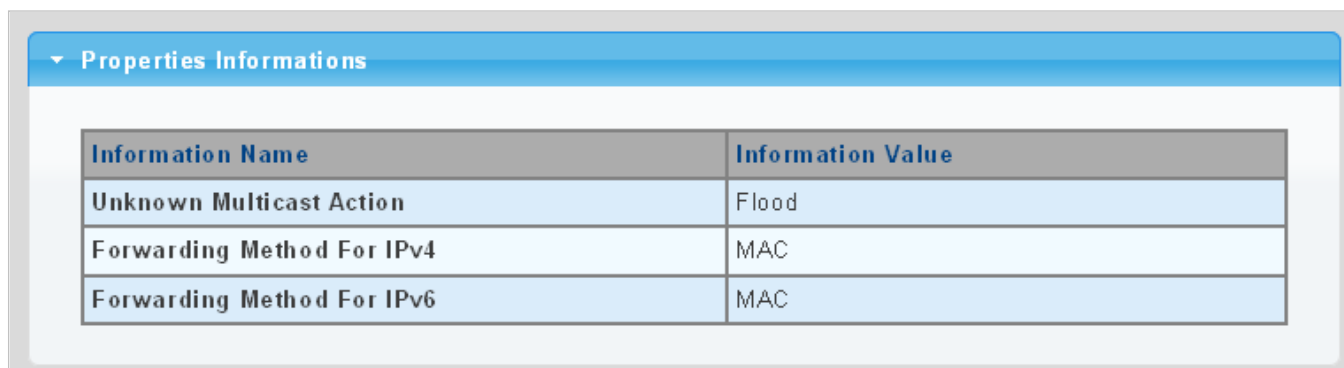 Properties Informations
Information Name Information Value
Unknown Multicast Action Flood
Forwarding Method For IPv4 MAC
Forwarding Method For IPv6 MAC